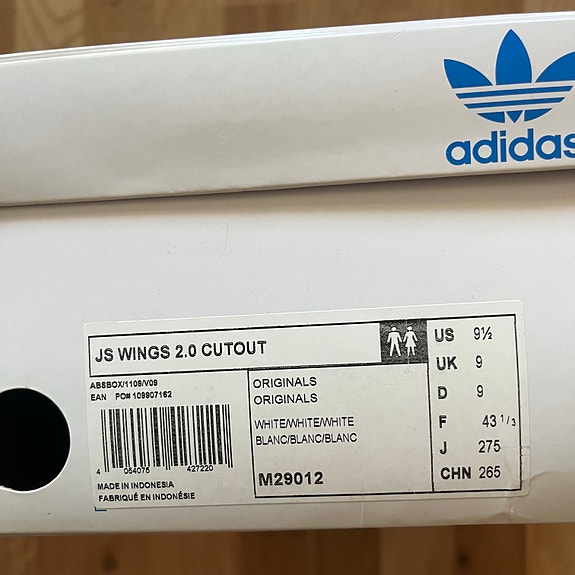 adidas
JS WINGS 2.0 CUTOUT
ABSBOX/1109/V09
EAN PO# 109907162
4 054075 427220
MADE IN INDONESIA
FABRIQUÉ EN INDONÉSIE
ORIGINALS
ORIGINALS
WHITE/WHITE/WHITE
BLANC/BLANC/BLANC
M29012
US 9½
UK 9
D 9
F 43 1/3
J 275
CHN 265